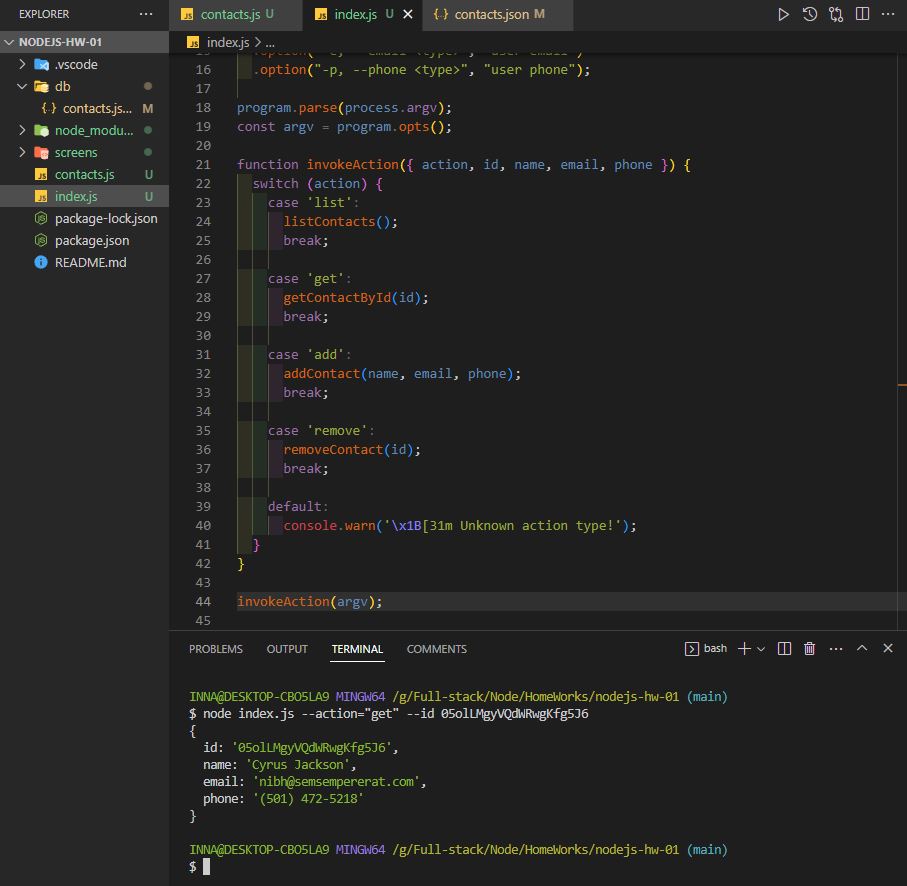 EXPLORER
NODEJS-HW-01
.vscode
db
contacts.js... M
node_modu...
screens
contacts.js U
index.js U
package-lock.json
package.json
README.md
contacts.js U
index.js U
contacts.json M
index.js > ...
16 .option("-p, --phone <type>", "user phone");
17
18 program.parse(process.argv);
19 const argv = program.opts();
20
21 function invokeAction({ action, id, name, email, phone }) {
22 switch (action) {
23 case 'list':
24 listContacts();
25 break;
26
27 case 'get':
28 getContactById(id);
29 break;
30
31 case 'add':
32 addContact(name, email, phone);
33 break;
34
35 case 'remove':
36 removeContact(id);
37 break;
38
39 default:
40 console.warn('\x1B[31m Unknown action type!');
41 }
42 }
43
44 invokeAction(argv);
45
PROBLEMS OUTPUT TERMINAL COMMENTS bash
INNA@DESKTOP-CBO5LA9 MINGW64 /g/Full-stack/Node/HomeWorks/nodejs-hw-01 (main)
$ node index.js --action="get" --id 05olLMgyVQdWRwgKfg5J6
{
id: '05olLMgyVQdWRwgKfg5J6',
name: 'Cyrus Jackson',
email: 'nibh@semsempererat.com',
phone: '(501) 472-5218'
}
INNA@DESKTOP-CBO5LA9 MINGW64 /g/Full-stack/Node/HomeWorks/nodejs-hw-01 (main)
$